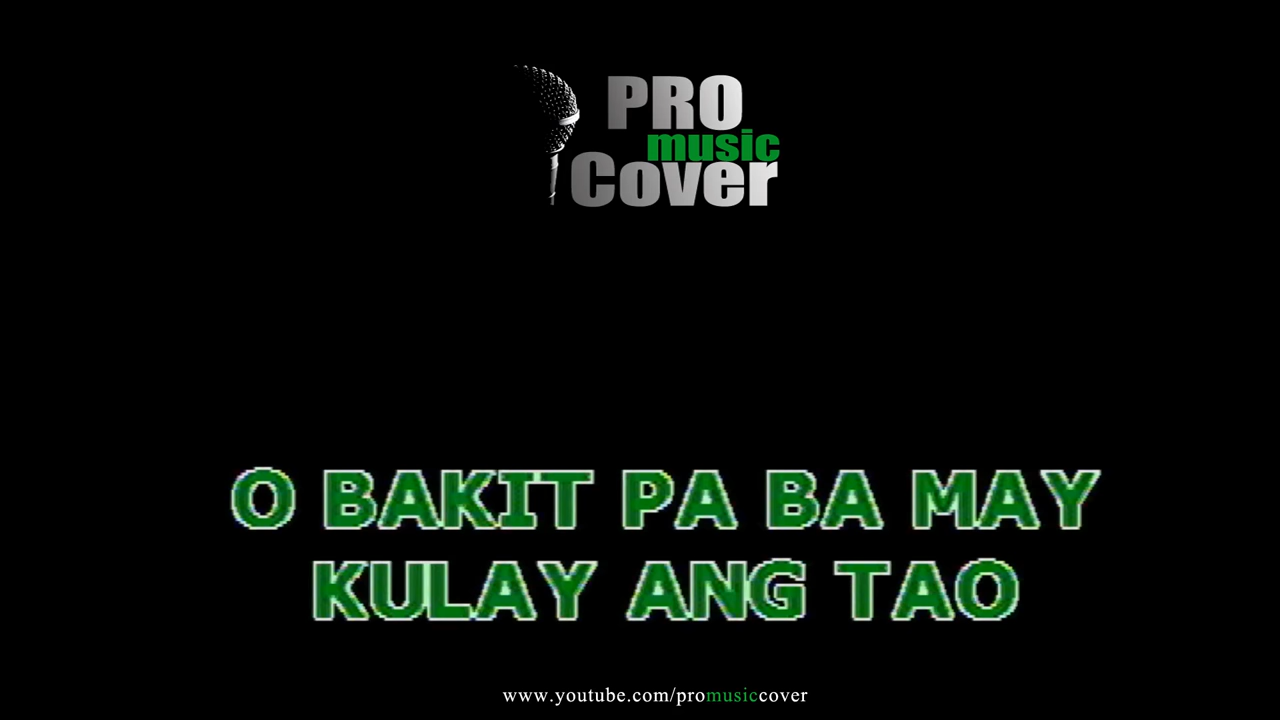 PRO
music
Cover
O BAKIT PA BA MAY
KULAY ANG TAO
www.youtube.com/promusiccover